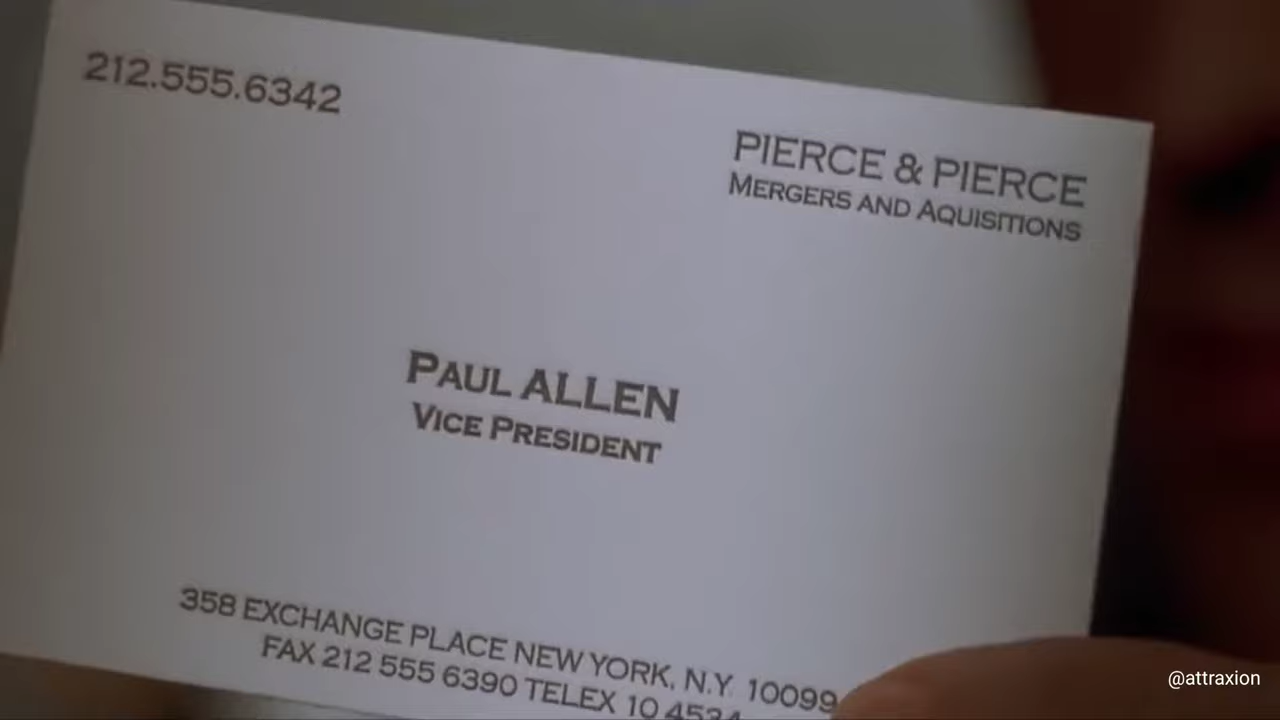 212.555.6342
PIERCE & PIERCE
MERGERS AND AQUISITIONS
PAUL ALLEN
VICE PRESIDENT
358 EXCHANGE PLACE NEW YORK, N.Y. 10099
FAX 212 555 6390 TELEX 10 4534
@attraxion